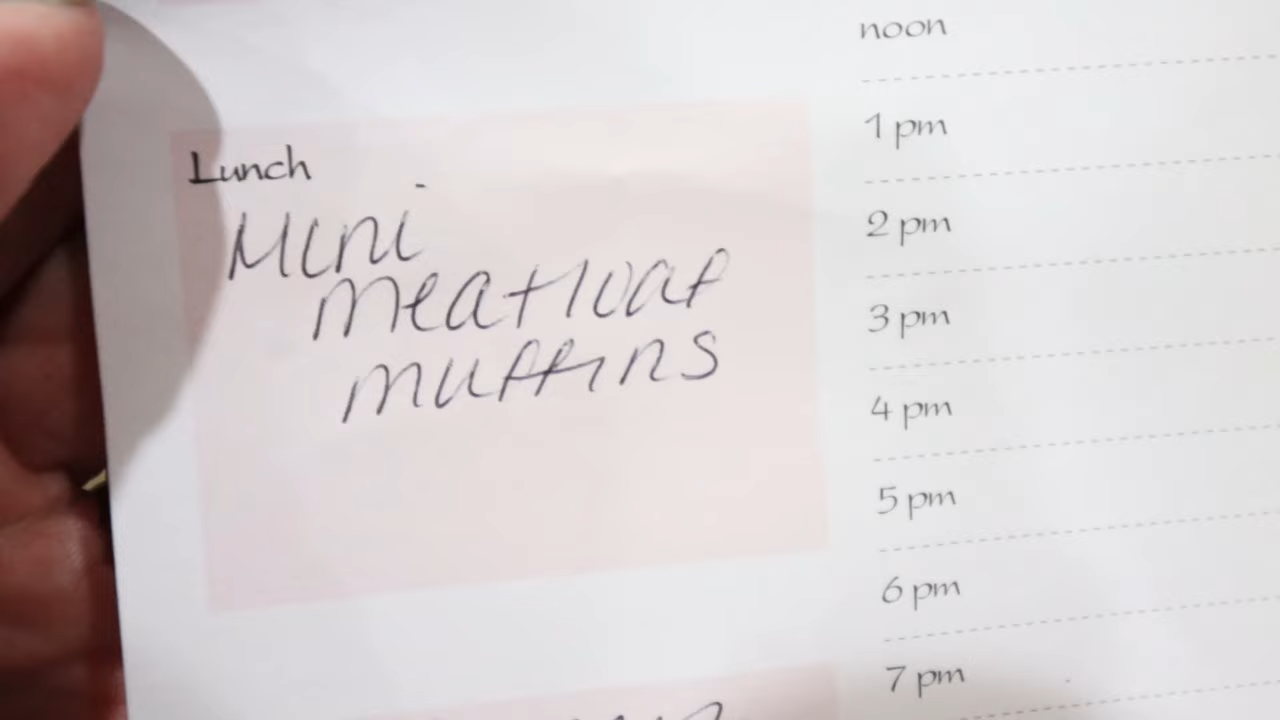 Lunch
Mini
meatloaf
muffins
noon
1 pm
2 pm
3 pm
4 pm
5 pm
6 pm
7 pm